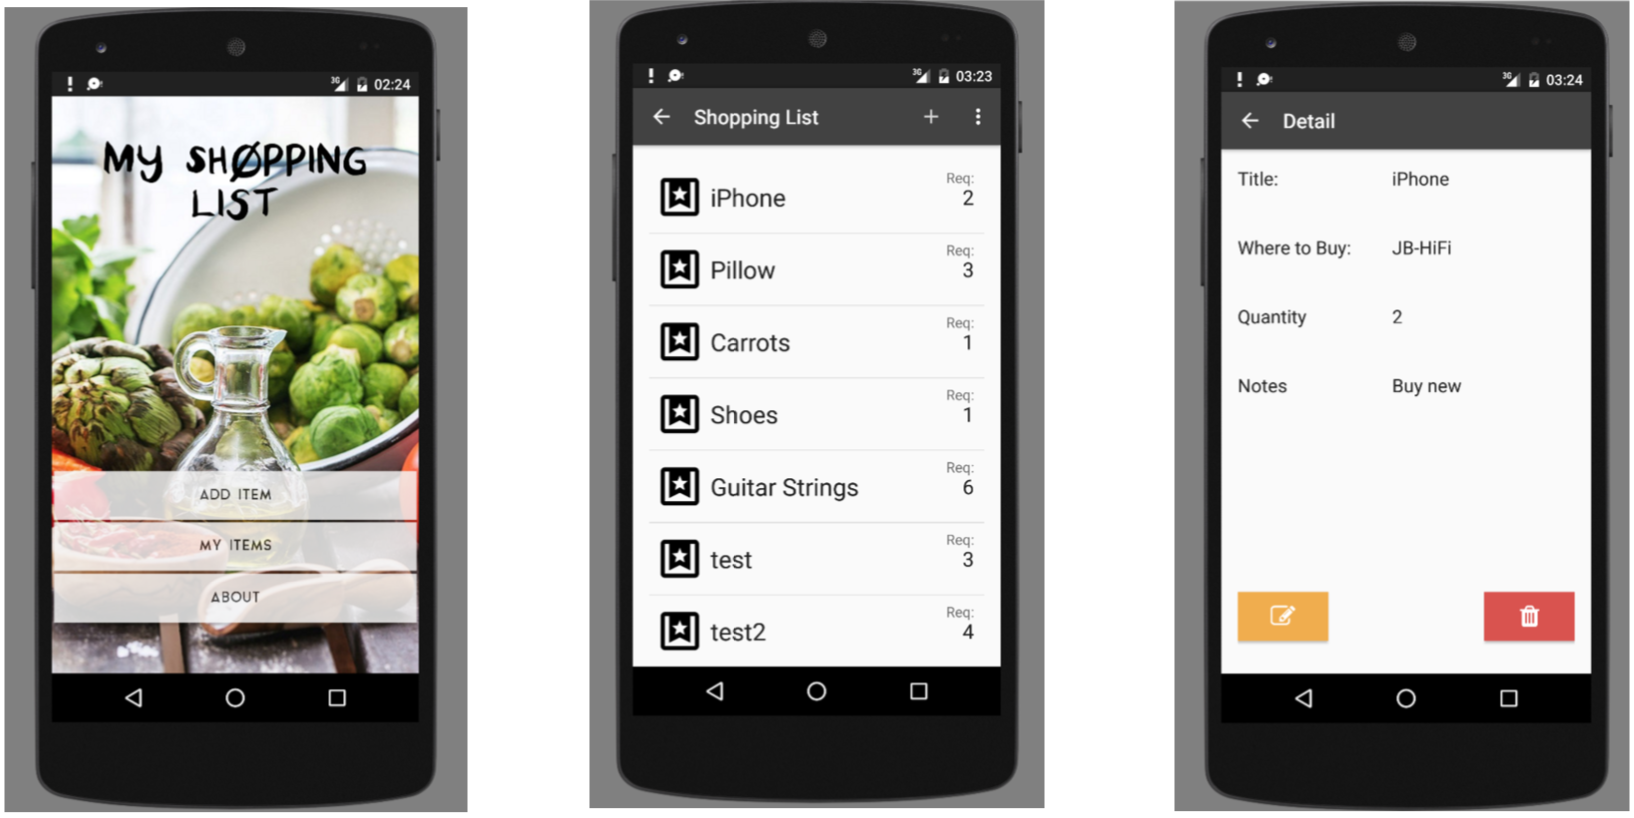 3G 02:24
MY SHØPPING
LIST
ADD ITEM
MY ITEMS
ABOUT
3G 03:23
Shopping List
Req:
iPhone 2
Req:
Pillow 3
Req:
Carrots 1
Req:
Shoes 1
Req:
Guitar Strings 6
Req:
test 3
Req:
test2 4
3G 03:24
Detail
Title: iPhone
Where to Buy: JB-HiFi
Quantity 2
Notes Buy new